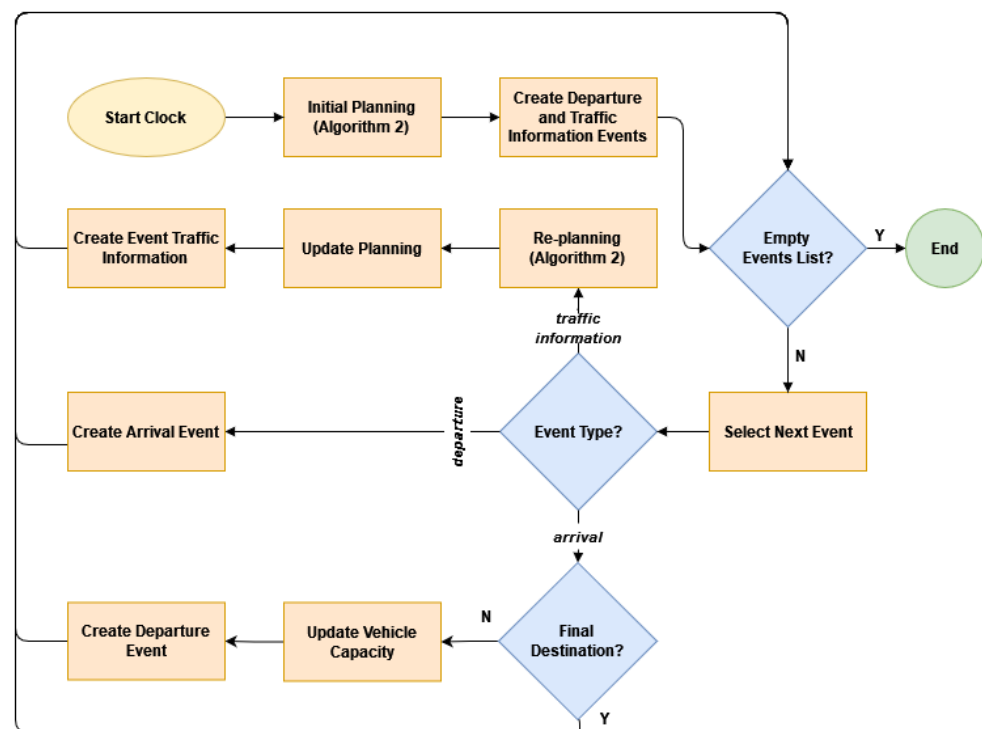 Start Clock
Initial Planning
(Algorithm 2)
Create Departure
and Traffic
Information Events
Create Event Traffic
Information
Update Planning
Re-planning
(Algorithm 2)
Empty
Events List?
Y
End
traffic
information
N
Create Arrival Event
departure
Event Type?
Select Next Event
arrival
Create Departure
Event
Update Vehicle
Capacity
N
Final
Destination?
Y